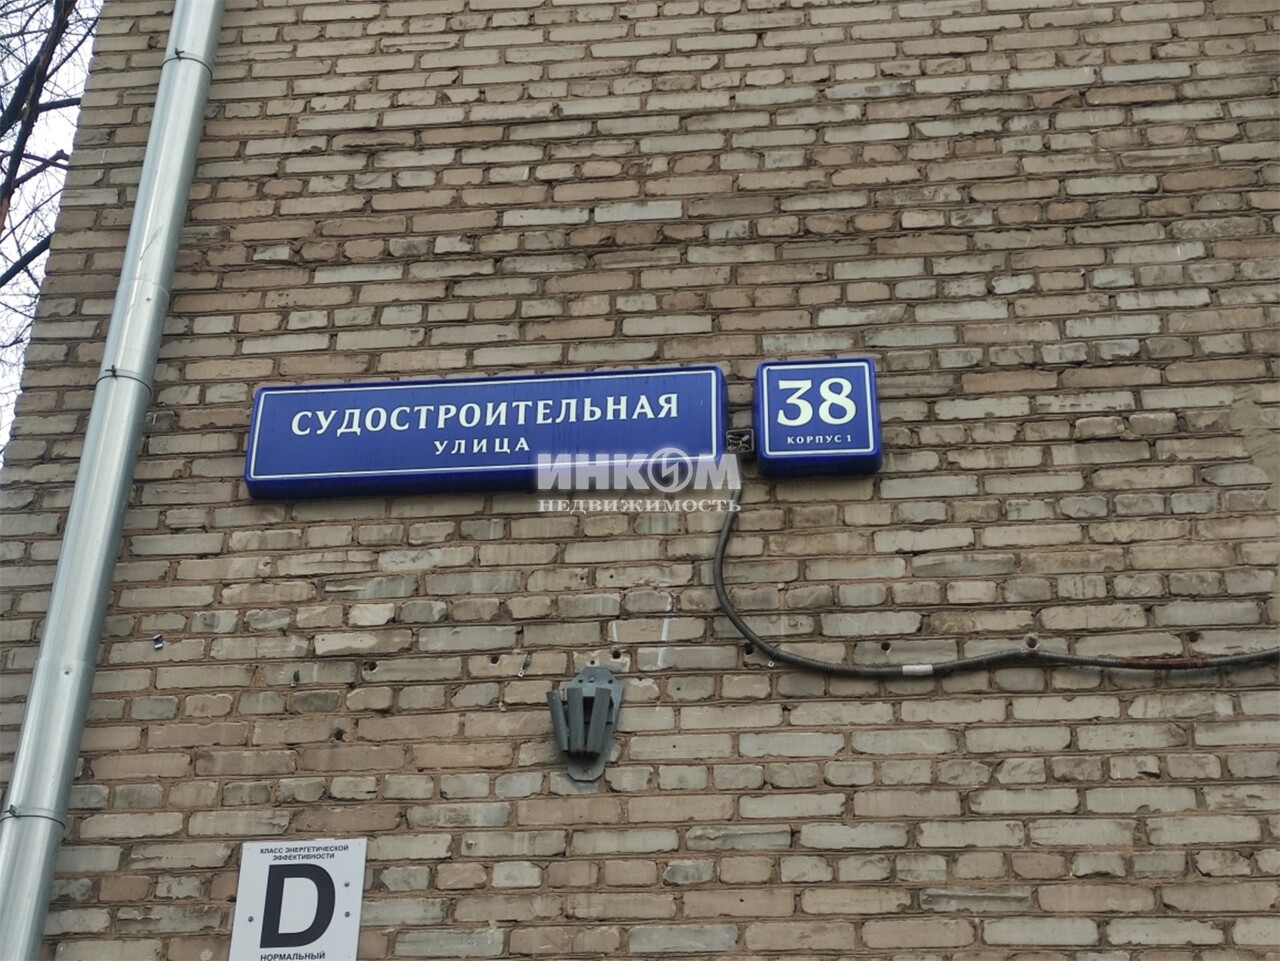 СУДОСТРОИТЕЛЬНАЯ
УЛИЦА
38
КОРПУС 1
ИНКОМ
НЕДВИЖИМОСТЬ
КЛАСС ЭНЕРГЕТИЧЕСКОЙ
ЭФФЕКТИВНОСТИ
D
НОРМАЛЬНЫЙ